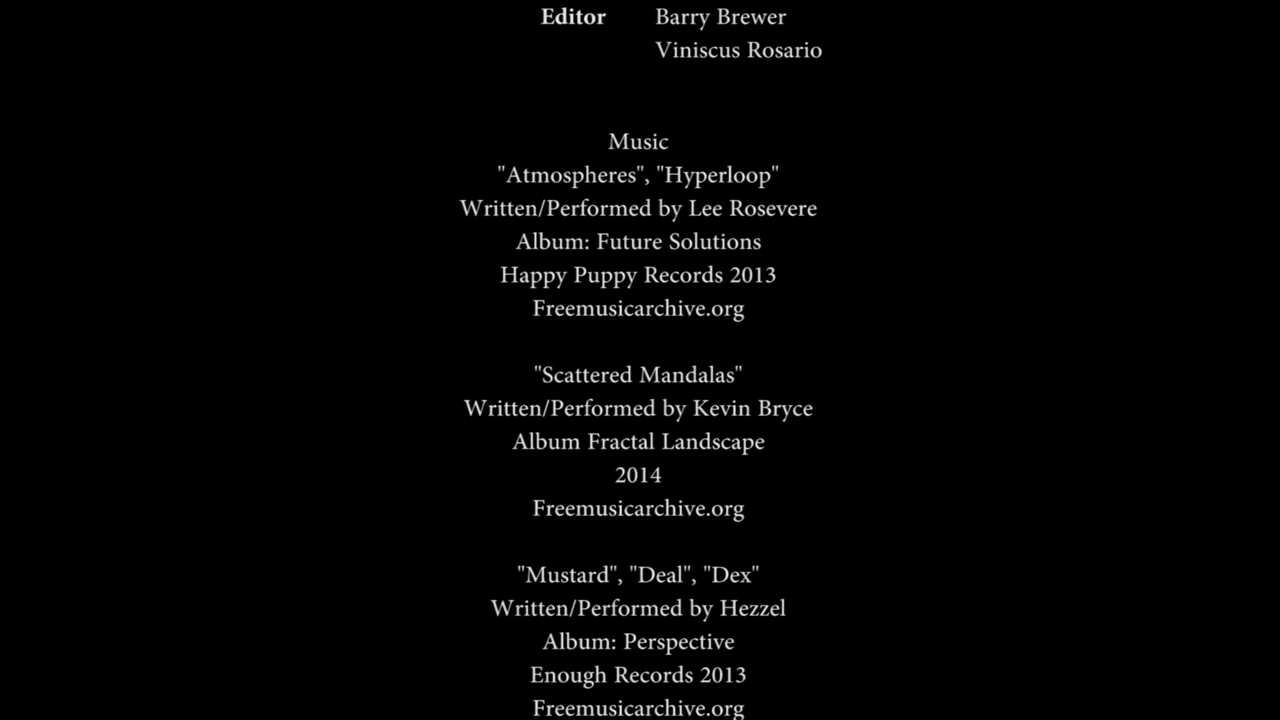 Editor Barry Brewer
Viniscus Rosario
Music
"Atmospheres", "Hyperloop"
Written/Performed by Lee Rosevere
Album: Future Solutions
Happy Puppy Records 2013
Freemusicarchive.org
"Scattered Mandalas"
Written/Performed by Kevin Bryce
Album Fractal Landscape
2014
Freemusicarchive.org
"Mustard", "Deal", "Dex"
Written/Performed by Hezzel
Album: Perspective
Enough Records 2013
Freemusicarchive.org